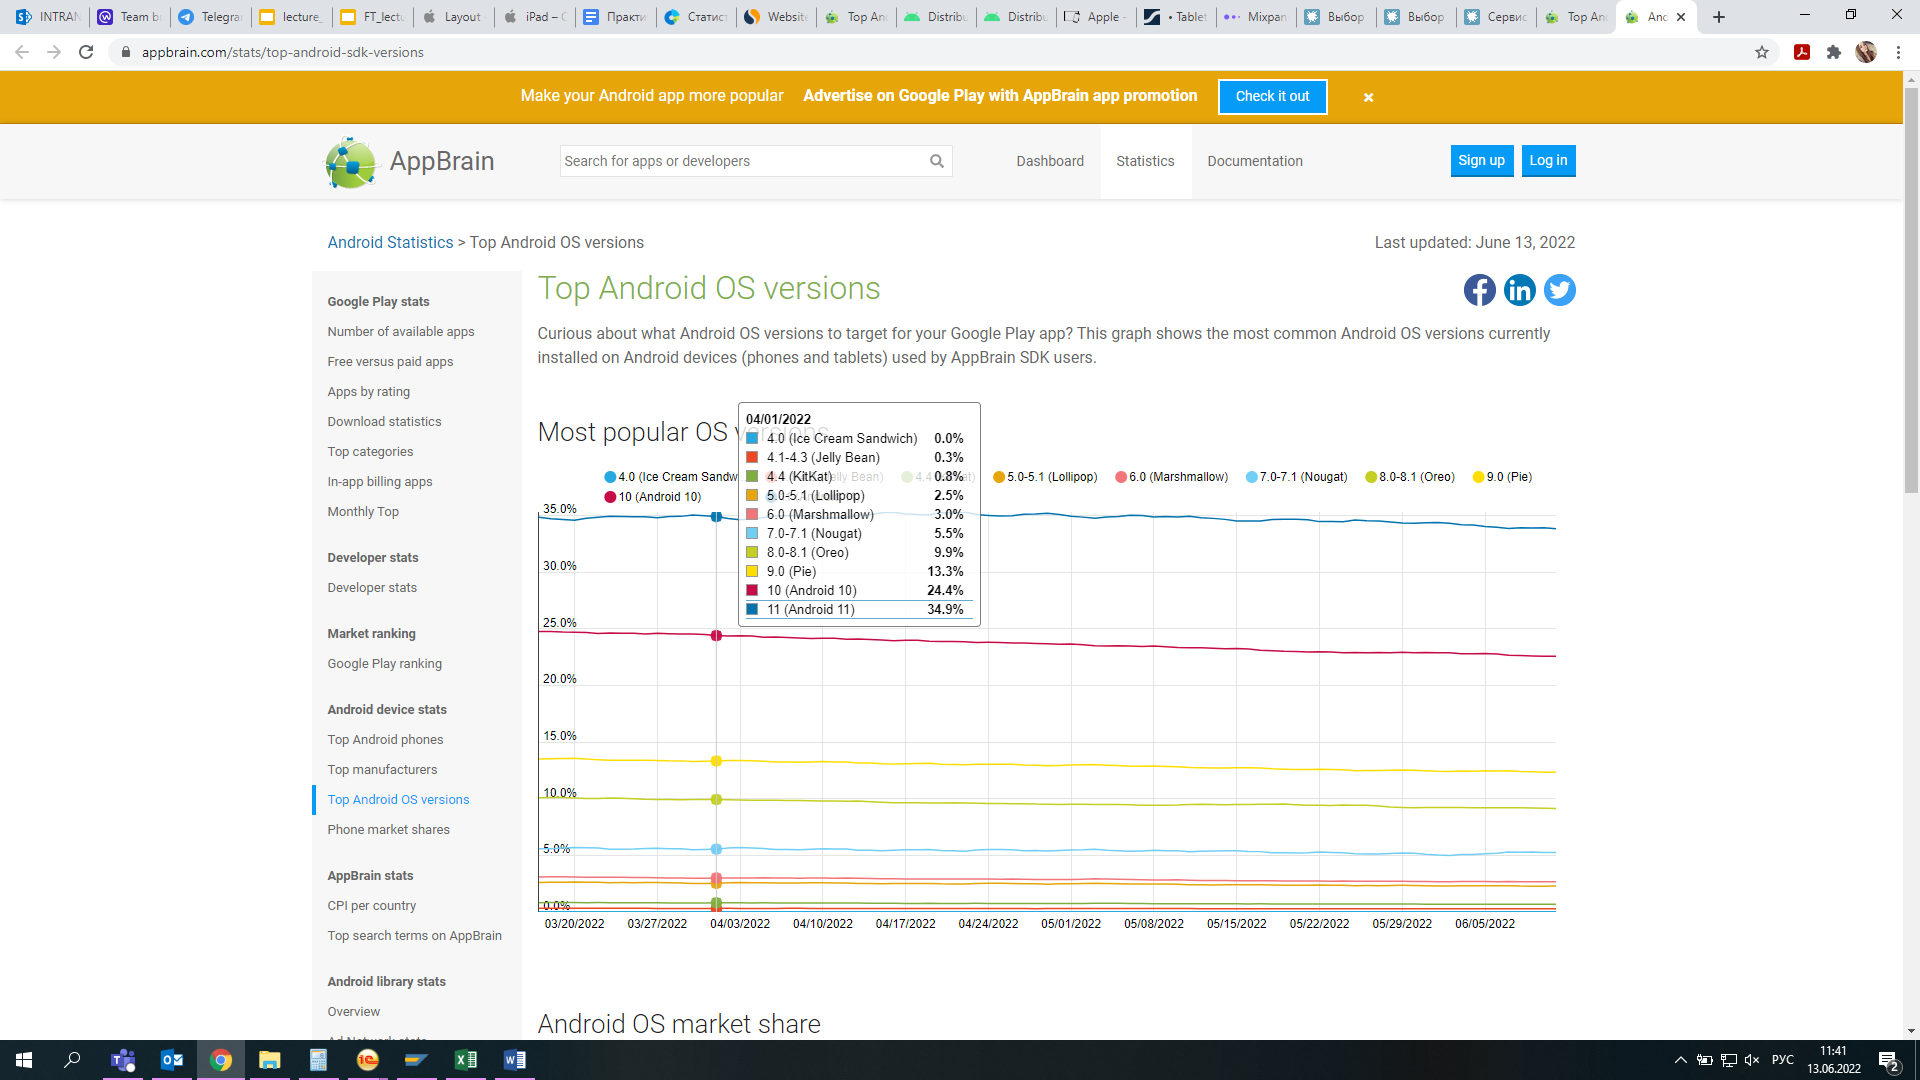 INTRAN
Team b
Telegrar
lecture_
FT_lectu
Layout
iPad – C
Практи
Статист
Website
Top An
Distribu
Distribu
Apple -
• Tablet
Mixpan
Выбор
Выбор
Сервис
Top An
And
appbrain.com/stats/top-android-sdk-versions
Make your Android app more popular Advertise on Google Play with AppBrain app promotion Check it out
AppBrain
Search for apps or developers
Dashboard Statistics Documentation
Sign up Log in
Android Statistics > Top Android OS versions
Last updated: June 13, 2022
Google Play stats
Number of available apps
Free versus paid apps
Apps by rating
Download statistics
Top categories
In-app billing apps
Monthly Top
Developer stats
Developer stats
Market ranking
Google Play ranking
Android device stats
Top Android phones
Top manufacturers
Top Android OS versions
Phone market shares
AppBrain stats
CPI per country
Top search terms on AppBrain
Android library stats
Overview
Ad Network stats
Top Android OS versions
Curious about what Android OS versions to target for your Google Play app? This graph shows the most common Android OS versions currently
installed on Android devices (phones and tablets) used by AppBrain SDK users.
Most popular OS versions
04/01/2022
4.0 (Ice Cream Sandwich) 0.0%
4.1-4.3 (Jelly Bean) 0.3%
4.4 (KitKat) 0.8%
5.0-5.1 (Lollipop) 2.5%
6.0 (Marshmallow) 3.0%
7.0-7.1 (Nougat) 5.5%
8.0-8.1 (Oreo) 9.9%
9.0 (Pie) 13.3%
10 (Android 10) 24.4%
11 (Android 11) 34.9%
4.0 (Ice Cream Sandw 5.0-5.1 (Lollipop) 6.0 (Marshmallow) 7.0-7.1 (Nougat) 8.0-8.1 (Oreo) 9.0 (Pie)
10 (Android 10)
35.0%
30.0%
25.0%
20.0%
15.0%
10.0%
5.0%
0.0%
03/20/2022 03/27/2022 04/03/2022 04/10/2022 04/17/2022 04/24/2022 05/01/2022 05/08/2022 05/15/2022 05/22/2022 05/29/2022 06/05/2022
Android OS market share
РУС
11:41
13.06.2022
2